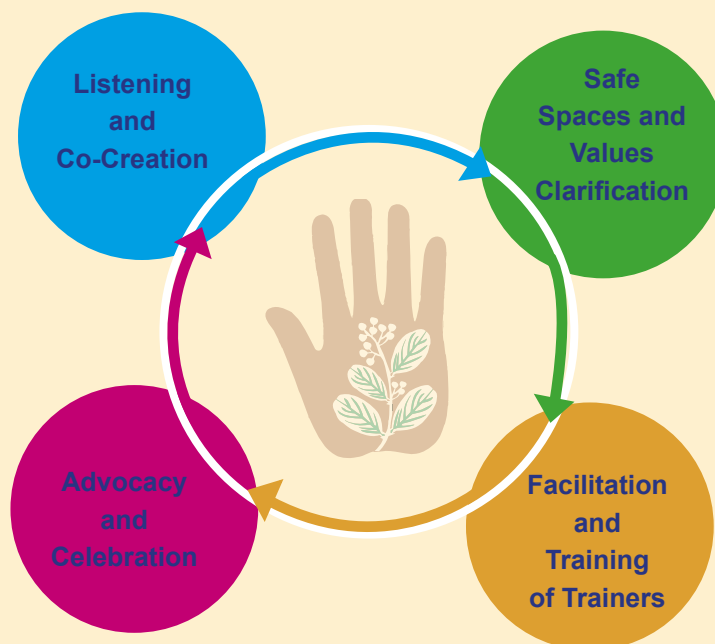 Listening
and
Co-Creation
Safe
Spaces and
Values
Clarification
Facilitation
and
Training
of Trainers
Advocacy
and
Celebration